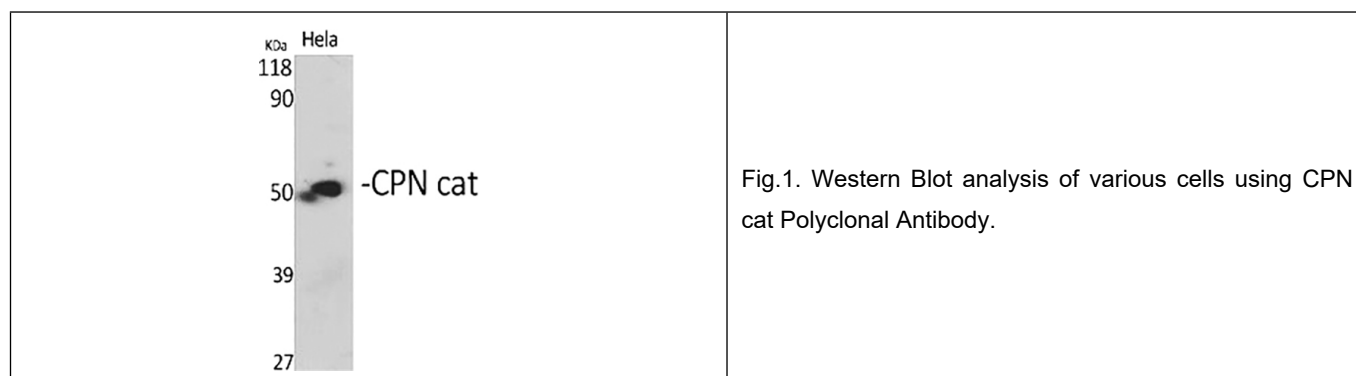 KDa Hela
118
90
50 -CPN cat
39
27
Fig.1. Western Blot analysis of various cells using CPN
cat Polyclonal Antibody.